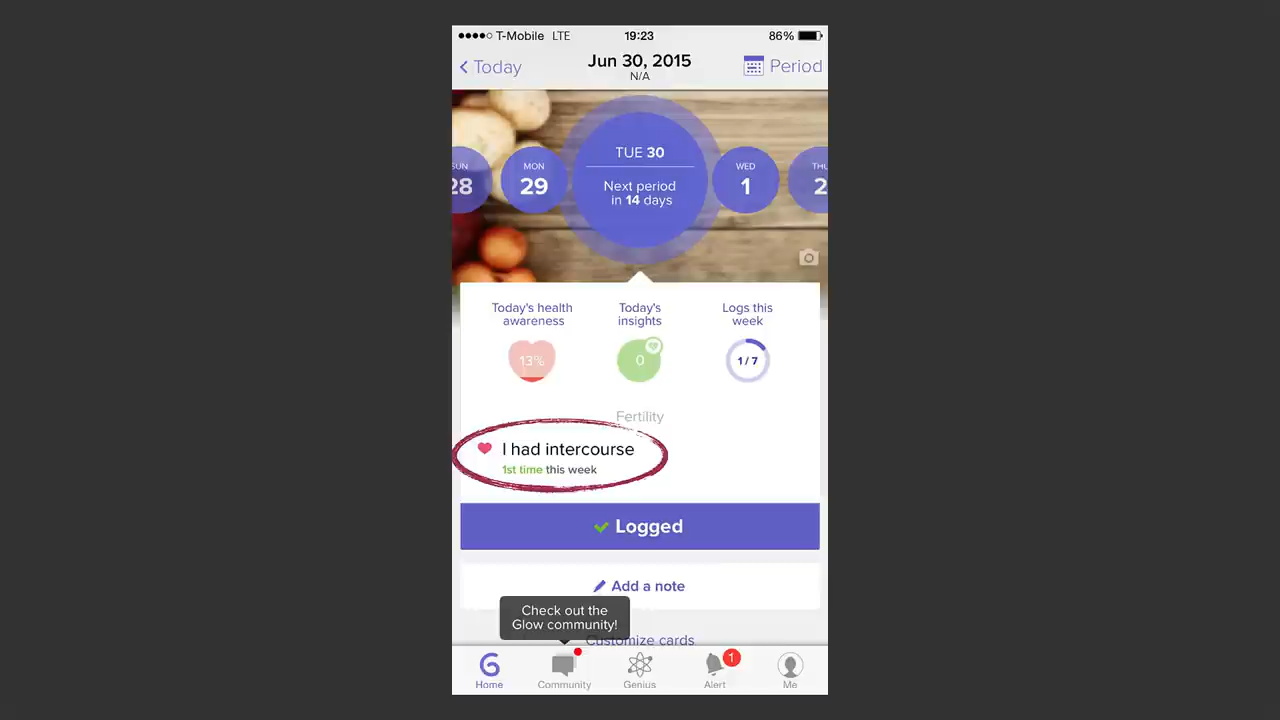 T-Mobile LTE 19:23 86%
Today Jun 30, 2015 Period
N/A
SUN MON TUE 30 WED THU
28 29 Next period 1 2
in 14 days
Today's health Today's Logs this
awareness insights week
13% 0 1 / 7
Fertility
I had intercourse
1st time this week
Logged
Add a note
Check out the
Glow community!
Customize cards
1
Home Community Genius Alert Me